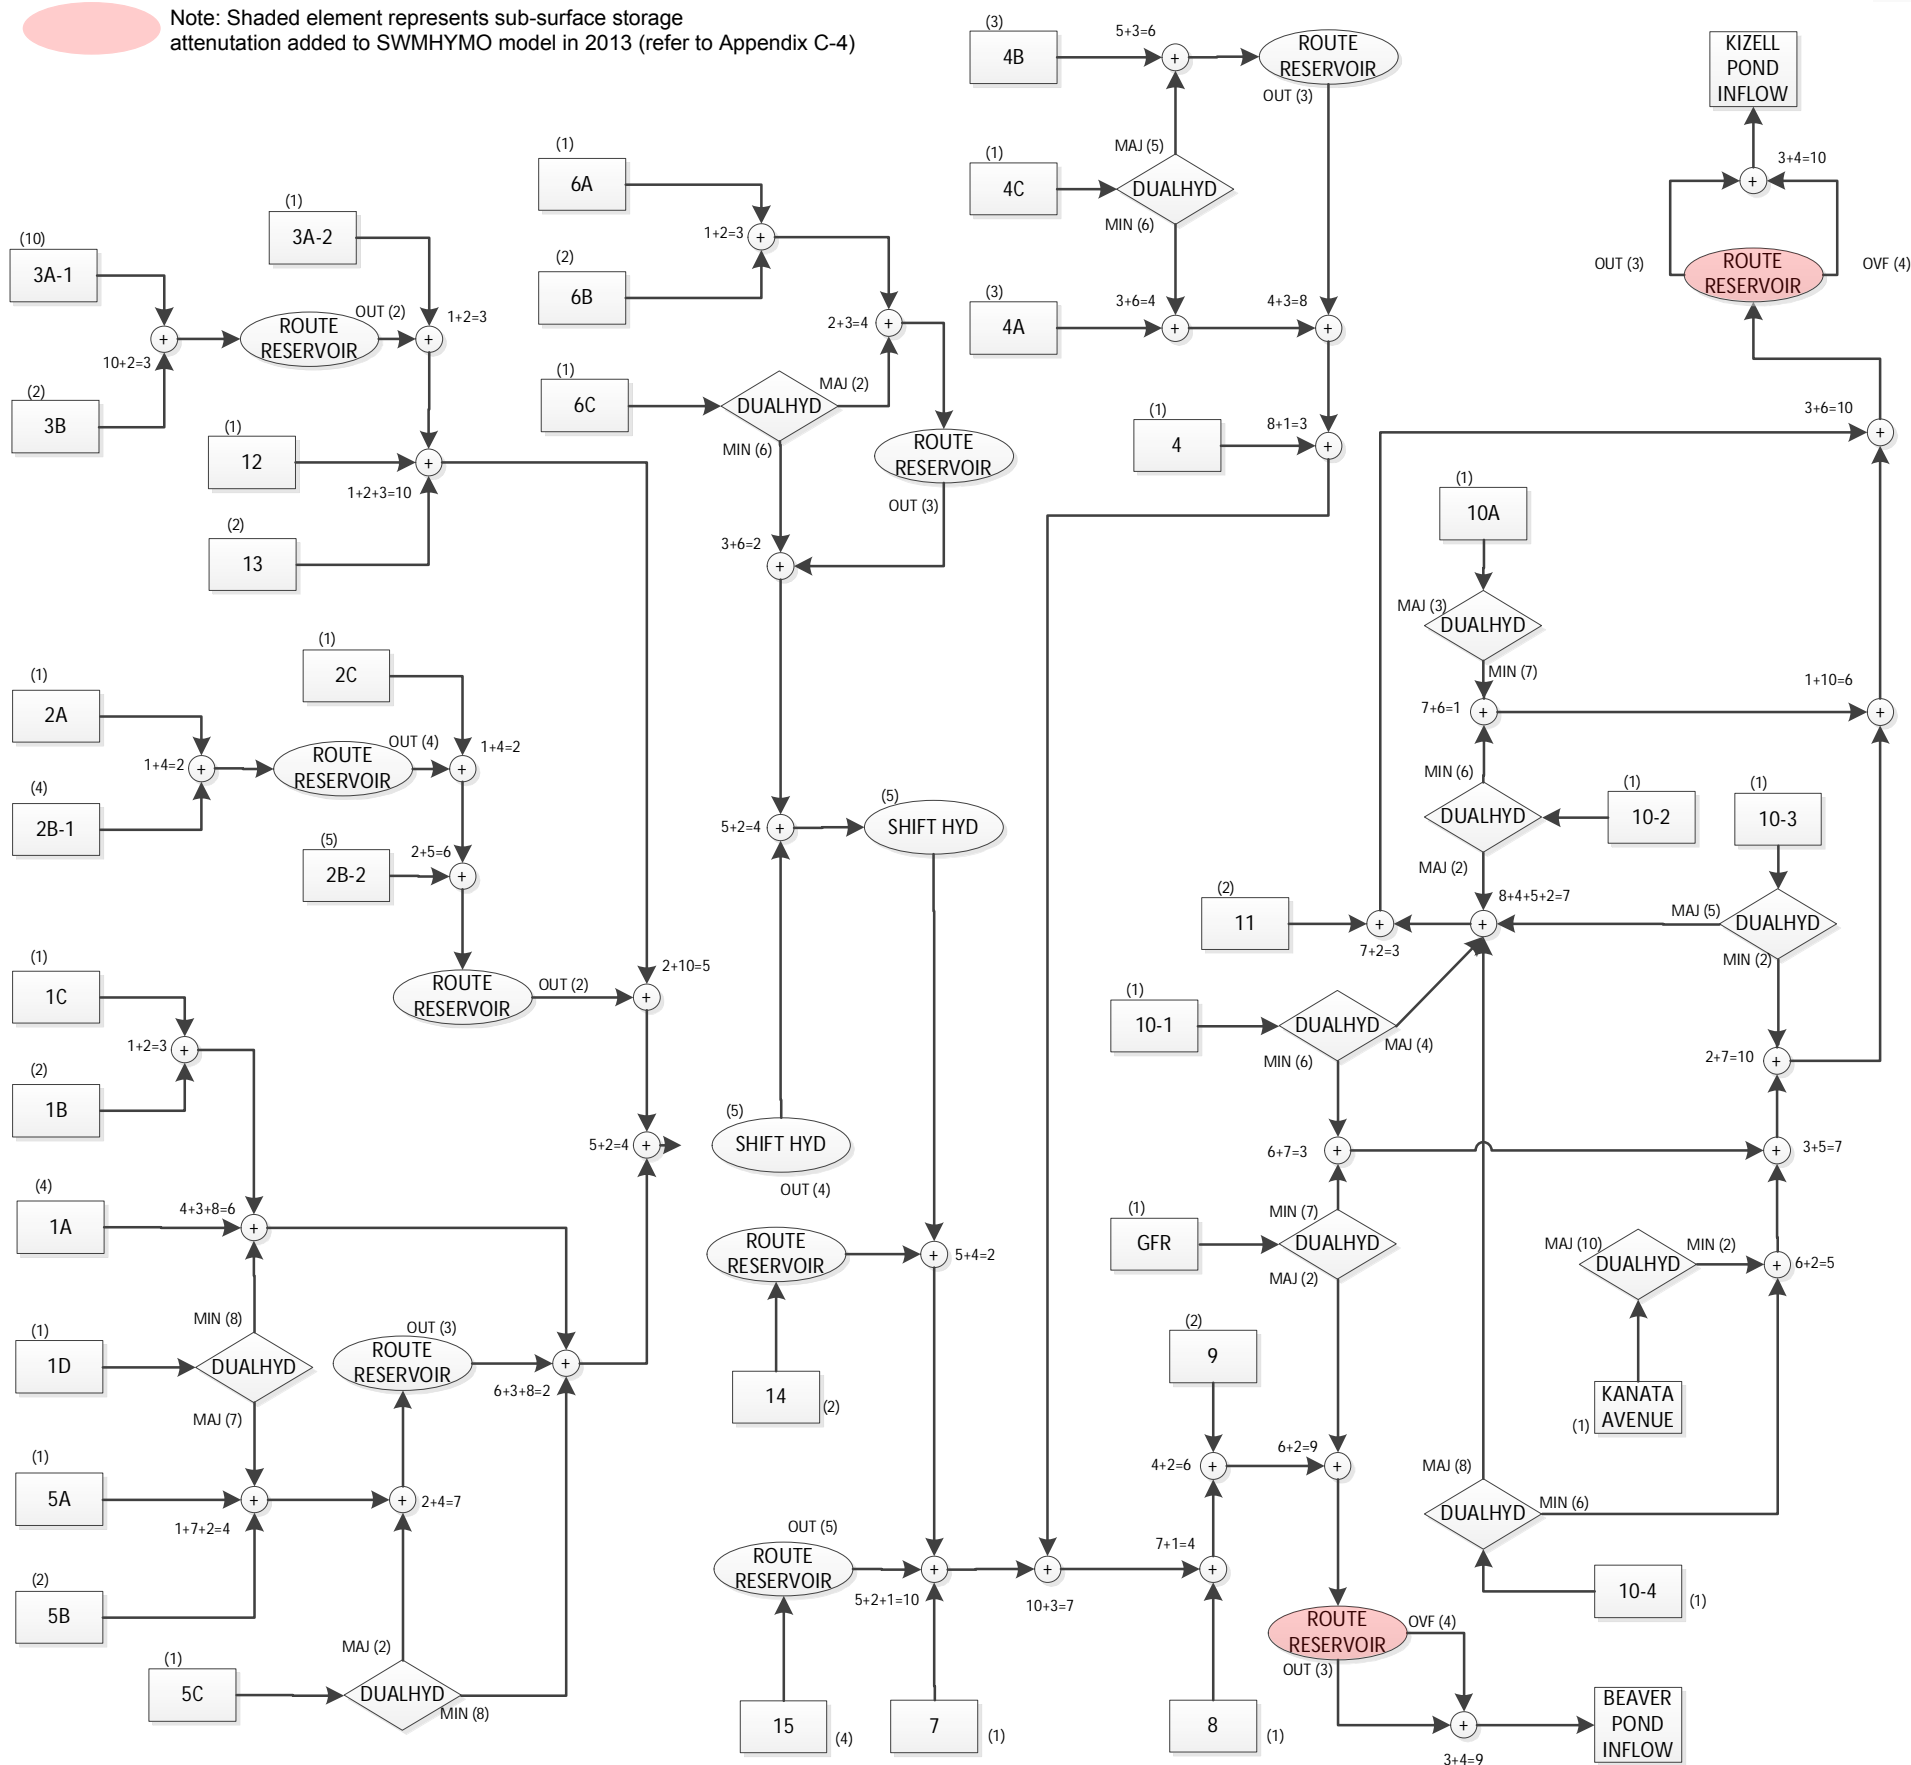 Note: Shaded element represents sub-surface storage
attenutation added to SWMHYMO model in 2013 (refer to Appendix C-4)
(3)
4B
5+3=6
ROUTE
RESERVOIR
OUT (3)
KIZELL
POND
INFLOW
3+4=10
OUT (3)
ROUTE
RESERVOIR
OVF (4)
(1)
4C
MAJ (5)
DUALHYD
MIN (6)
(3)
4A
3+6=4
4+3=8
(1)
4
8+1=3
(1)
6A
1+2=3
(2)
6B
2+3=4
(1)
6C
DUALHYD
MAJ (2)
MIN (6)
ROUTE
RESERVOIR
OUT (3)
3+6=2
(10)
3A-1
(1)
3A-2
10+2=3
(2)
3B
ROUTE
RESERVOIR
OUT (2)
1+2=3
(1)
12
1+2+3=10
(2)
13
(1)
2A
1+4=2
(4)
2B-1
ROUTE
RESERVOIR
OUT (4)
(1)
2C
1+4=2
(5)
2B-2
2+5=6
ROUTE
RESERVOIR
OUT (2)
2+10=5
(1)
1C
1+2=3
(2)
1B
(4)
1A
4+3+8=6
5+2=4
(1)
1D
MIN (8)
DUALHYD
MAJ (7)
OUT (3)
ROUTE
RESERVOIR
6+3+8=2
(1)
5A
1+7+2=4
2+4=7
(2)
5B
(1)
5C
MAJ (2)
DUALHYD
MIN (8)
5+2=4
(5)
SHIFT HYD
(5)
SHIFT HYD
OUT (4)
ROUTE
RESERVOIR
5+4=2
14
(2)
OUT (5)
ROUTE
RESERVOIR
5+2+1=10
15
(4)
7
(1)
10+3=7
7+1=4
8
(1)
(2)
9
4+2=6
6+2=9
3+6=10
(1)
10A
MAJ (3)
DUALHYD
MIN (7)
7+6=1
1+10=6
MIN (6)
DUALHYD
MAJ (2)
(1)
10-2
(1)
10-3
8+4+5+2=7
MAJ (5)
DUALHYD
MIN (2)
(2)
11
7+2=3
(1)
10-1
DUALHYD
MAJ (4)
MIN (6)
2+7=10
6+7=3
3+5=7
(1)
GFR
MIN (7)
DUALHYD
MAJ (2)
MAJ (10)
DUALHYD
MIN (2)
6+2=5
(1)
KANATA
AVENUE
MAJ (8)
DUALHYD
MIN (6)
10-4
(1)
ROUTE
RESERVOIR
OVF (4)
OUT (3)
3+4=9
BEAVER
POND
INFLOW